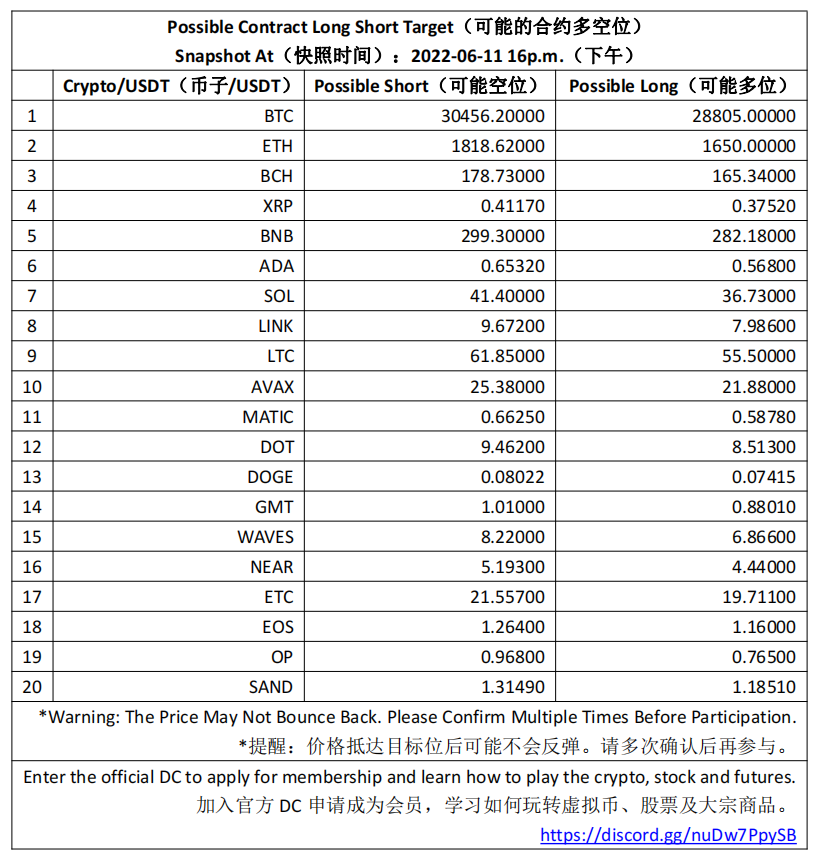 Possible Contract Long Short Target（可能的合约多空位）
Snapshot At（快照时间）：2022-06-11 16p.m.（下午）
Crypto/USDT（币子/USDT） Possible Short（可能空位） Possible Long（可能多位）
1 BTC 30456.20000 28805.00000
2 ETH 1818.62000 1650.00000
3 BCH 178.73000 165.34000
4 XRP 0.41170 0.37520
5 BNB 299.30000 282.18000
6 ADA 0.65320 0.56800
7 SOL 41.40000 36.73000
8 LINK 9.67200 7.98600
9 LTC 61.85000 55.50000
10 AVAX 25.38000 21.88000
11 MATIC 0.66250 0.58780
12 DOT 9.46200 8.51300
13 DOGE 0.08022 0.07415
14 GMT 1.01000 0.88010
15 WAVES 8.22000 6.86600
16 NEAR 5.19300 4.44000
17 ETC 21.55700 19.71100
18 EOS 1.26400 1.16000
19 OP 0.96800 0.76500
20 SAND 1.31490 1.18510
*Warning: The Price May Not Bounce Back. Please Confirm Multiple Times Before Participation.
*提醒：价格抵达目标位后可能不会反弹。请多次确认后再参与。
Enter the official DC to apply for membership and learn how to play the crypto, stock and futures.
加入官方 DC 申请成为会员，学习如何玩转虚拟币、股票及大宗商品。
https://discord.gg/nuDw7PpySB